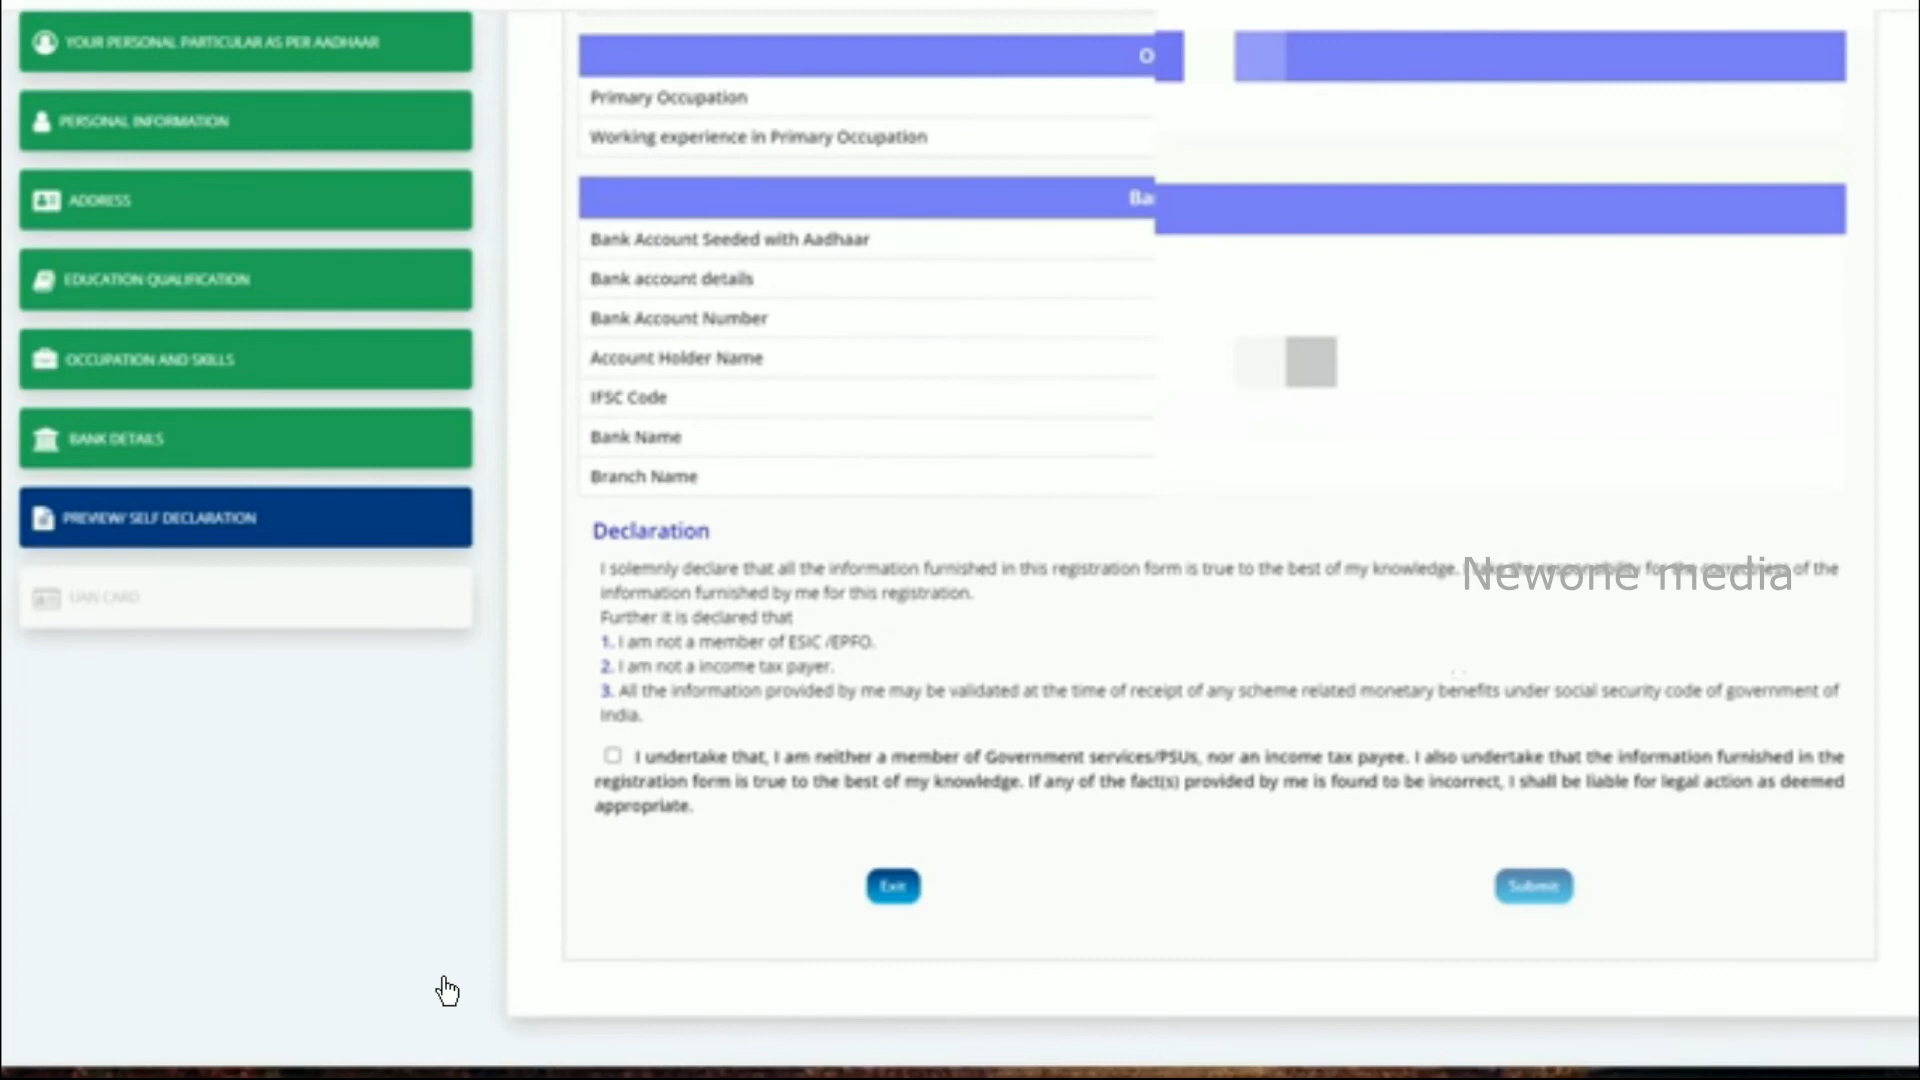 YOUR PERSONAL PARTICULAR AS PER AADHAAR
PERSONAL INFORMATION
ADDRESS
EDUCATION QUALIFICATION
OCCUPATION AND SKILLS
BANK DETAILS
PREVIEW/ SELF DECLARATION
UAN CARD
O
Primary Occupation
Working experience in Primary Occupation
Ba
Bank Account Seeded with Aadhaar
Bank account details
Bank Account Number
Account Holder Name
IFSC Code
Bank Name
Branch Name
Declaration
I solemnly declare that all the information furnished in this registration form is true to the best of my knowledge. I take the responsibility for the correctness of the
information furnished by me for this registration.
Newone media
Further it is declared that
1. I am not a member of ESIC /EPFO.
2. I am not a income tax payer.
3. All the information provided by me may be validated at the time of receipt of any scheme related monetary benefits under social security code of government of
India.
I undertake that, I am neither a member of Government services/PSUs, nor an income tax payee. I also undertake that the information furnished in the
registration form is true to the best of my knowledge. If any of the fact(s) provided by me is found to be incorrect, I shall be liable for legal action as deemed
appropriate.
Exit
Submit